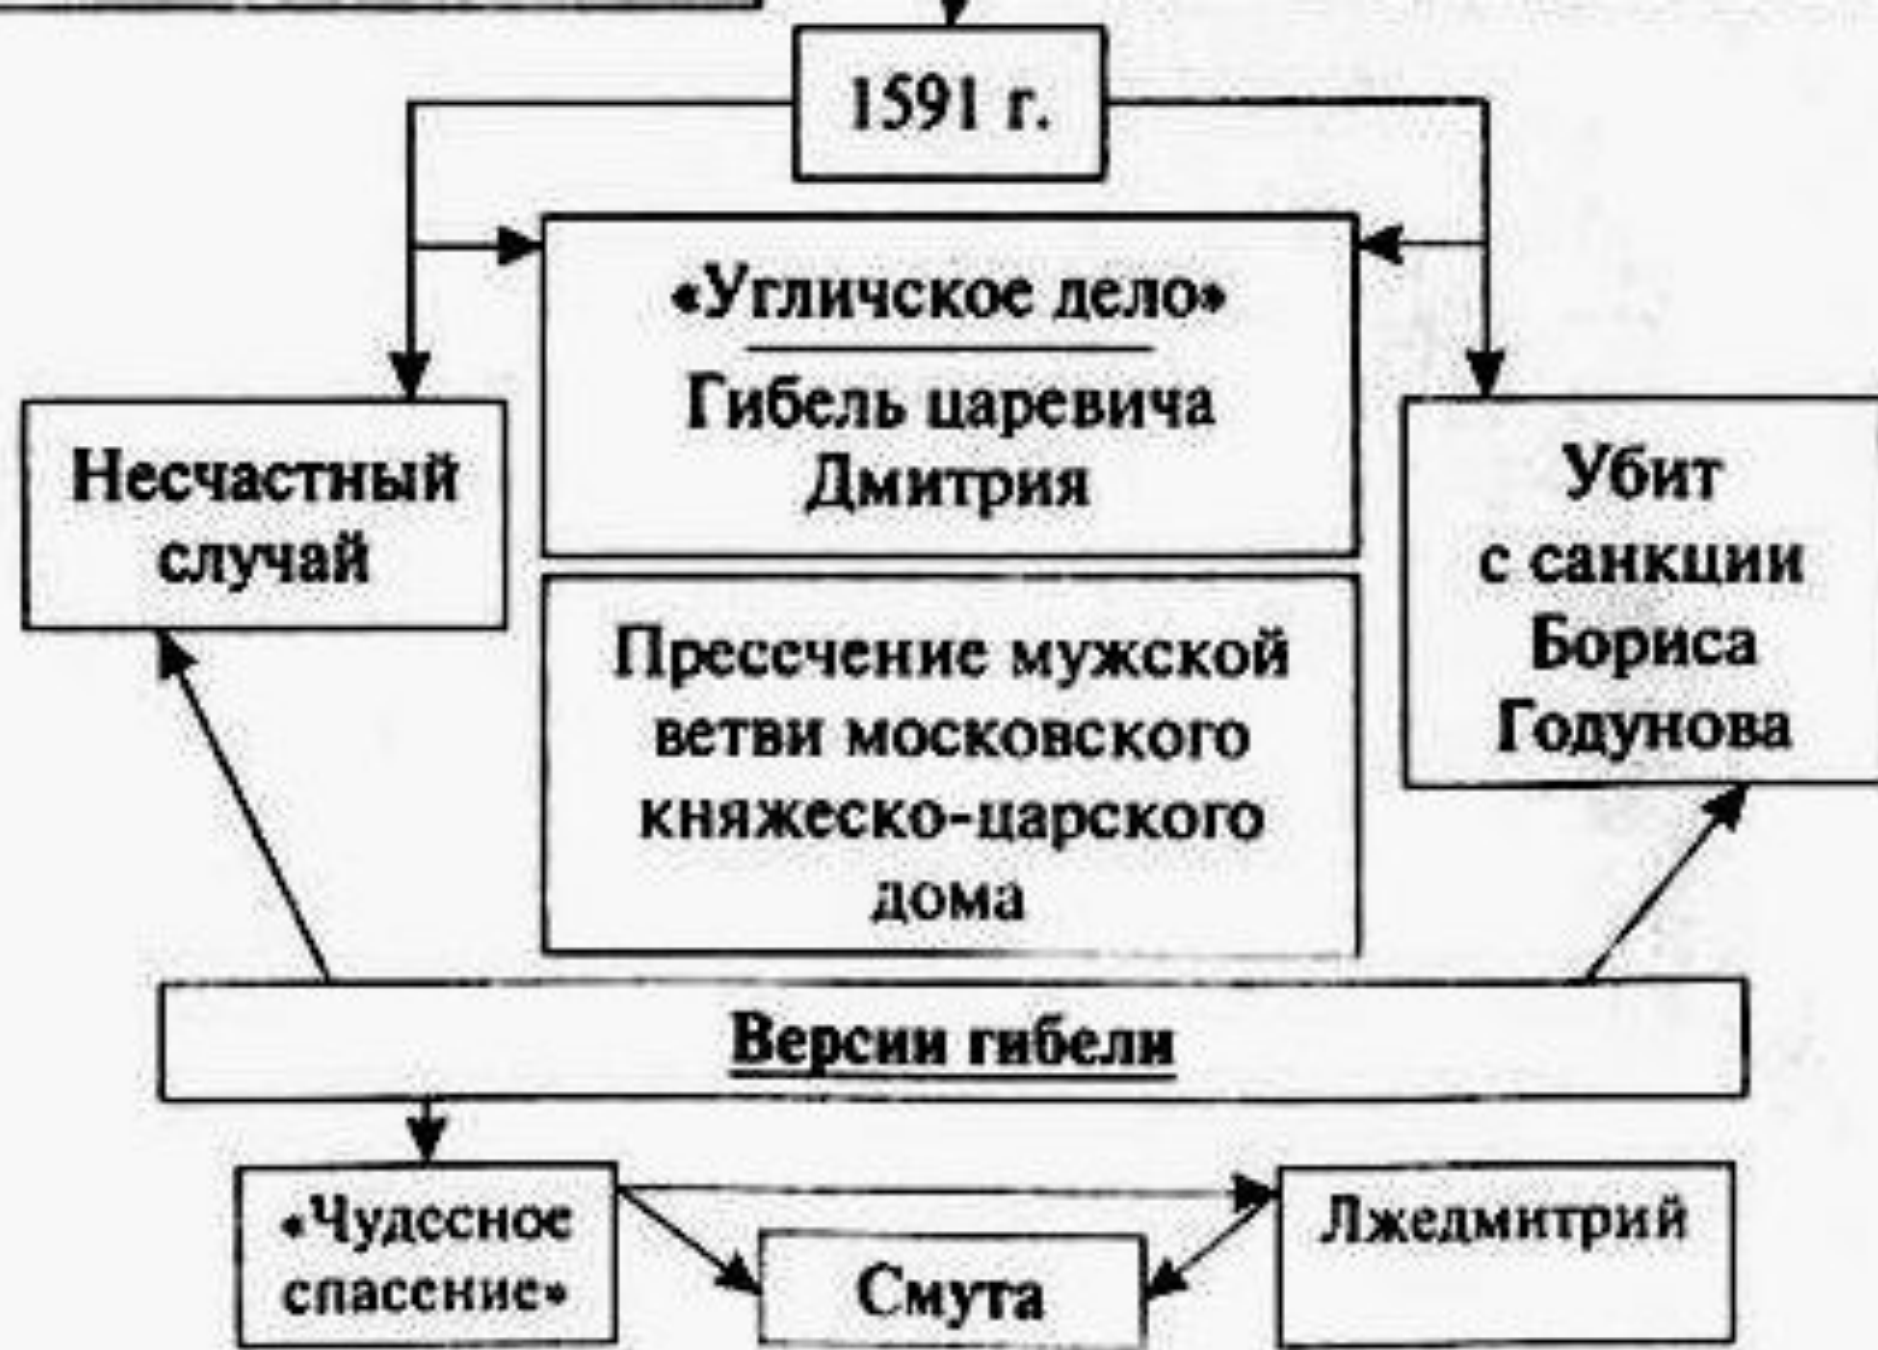 1591 г.
«Угличское дело»
Гибель царевича
Дмитрия
Несчастный
случай
Убит
с санкции
Бориса
Годунова
Пресечение мужской
ветви московского
княжеско-царского
дома
Версии гибели
«Чудесное
спасение»
Смута
Лжедмитрий